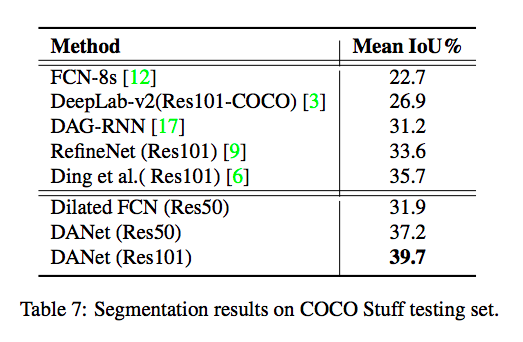 Method Mean IoU%
FCN-8s [12] 22.7
DeepLab-v2(Res101-COCO) [3] 26.9
DAG-RNN [17] 31.2
RefineNet (Res101) [9] 33.6
Ding et al.( Res101) [6] 35.7
Dilated FCN (Res50) 31.9
DANet (Res50) 37.2
DANet (Res101) 39.7
Table 7: Segmentation results on COCO Stuff testing set.